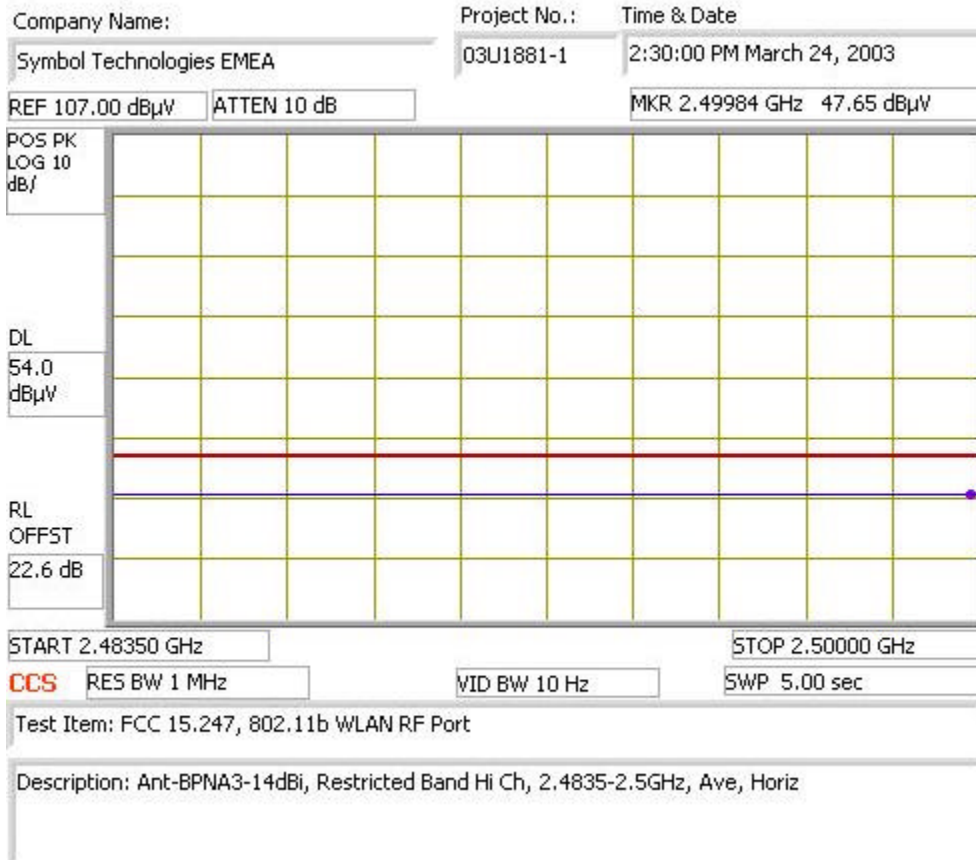 Company Name:
Project No.:
Time & Date
Symbol Technologies EMEA
03U1881-1
2:30:00 PM March 24, 2003
REF 107.00 dBµV
ATTEN 10 dB
MKR 2.49984 GHz 47.65 dBµV
POS PK
LOG 10
dB/
DL
54.0
dBµV
RL
OFFST
22.6 dB
START 2.48350 GHz
STOP 2.50000 GHz
CCS
RES BW 1 MHz
VID BW 10 Hz
SWP 5.00 sec
Test Item: FCC 15.247, 802.11b WLAN RF Port
Description: Ant-BPNA3-14dBi, Restricted Band Hi Ch, 2.4835-2.5GHz, Ave, Horiz